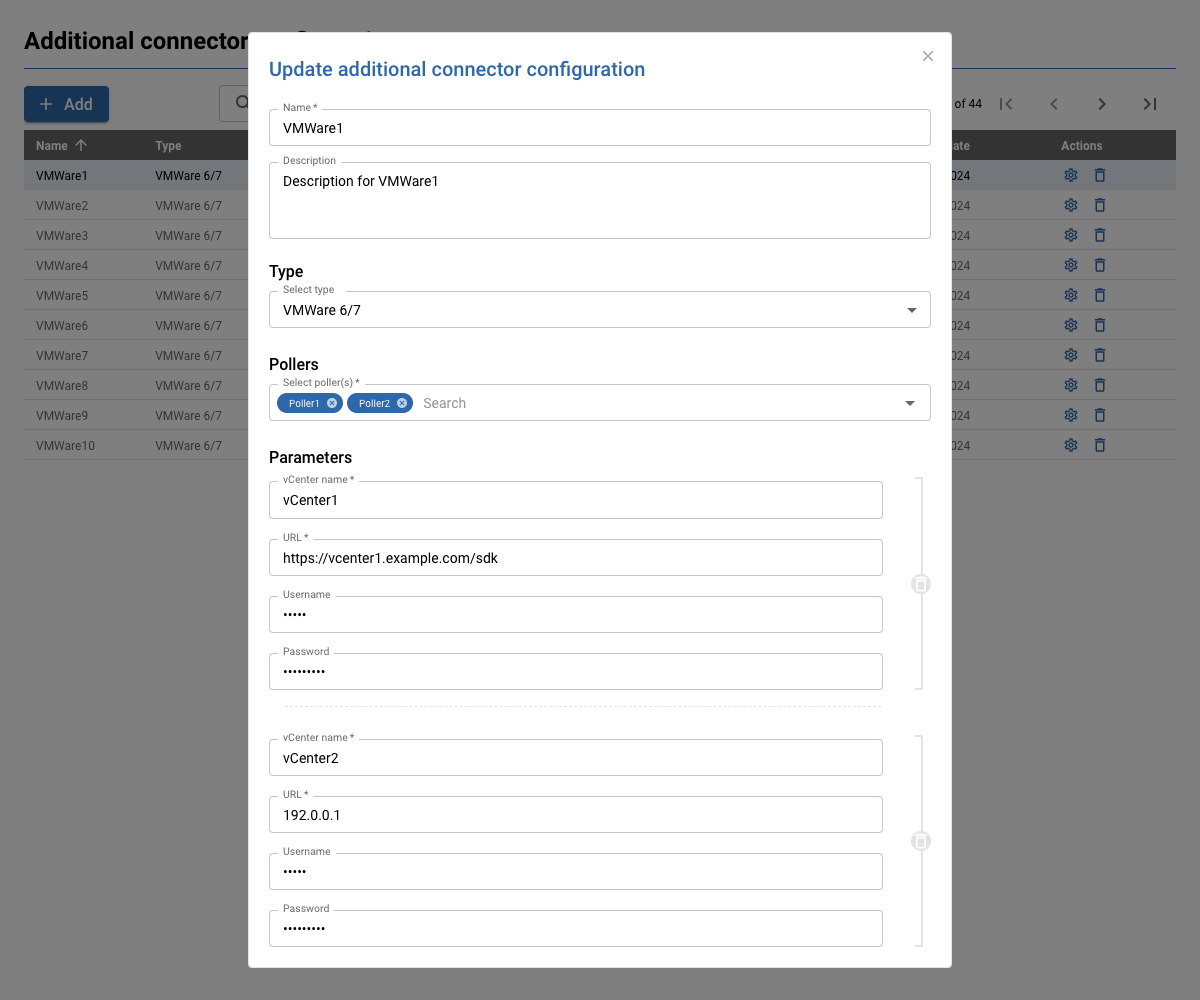 Additional connector
Update additional connector configuration
Add
of 44
Name *
VMWare1
Description
Description for VMWare1
Type
Select type
VMWare 6/7
Pollers
Select poller(s) *
Poller1 Poller2 Search
Parameters
vCenter name *
vCenter1
URL *
https://vcenter1.example.com/sdk
Username
•••••
Password
•••••••••
vCenter name *
vCenter2
URL *
192.0.0.1
Username
•••••
Password
•••••••••
Name Type Actions
VMWare1 VMWare 6/7 024
VMWare2 VMWare 6/7 024
VMWare3 VMWare 6/7 024
VMWare4 VMWare 6/7 024
VMWare5 VMWare 6/7 024
VMWare6 VMWare 6/7 024
VMWare7 VMWare 6/7 024
VMWare8 VMWare 6/7 024
VMWare9 VMWare 6/7 024
VMWare10 VMWare 6/7 024